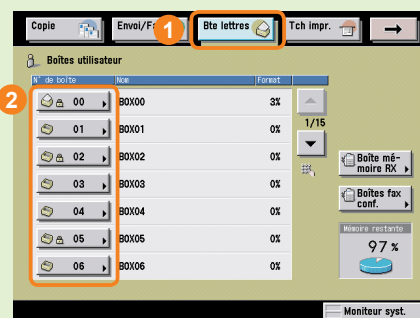 Copie Envoi/F 1 Bte lettres Tch impr.
Boîtes utilisateur
N° de boîte Nom Format
2
00 BOX00 3%
01 BOX01 0%
1/15
02 BOX02 0%
Boîte mé-
moire RX
03 BOX03 0%
Boîtes fax
conf.
04 BOX04 0%
Mémoire restante
05 BOX05 0%
97 %
06 BOX06 0%
Moniteur syst.